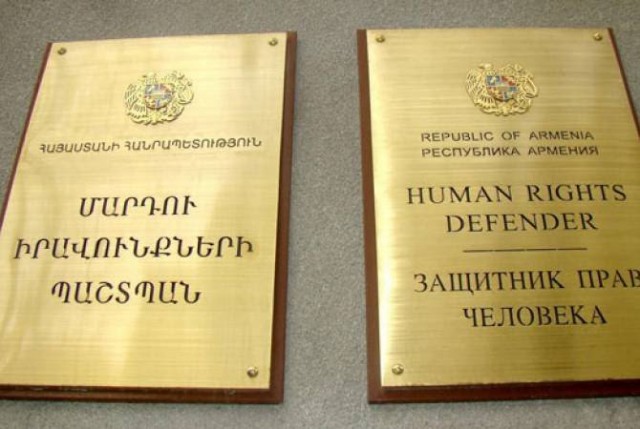 ՀԱՅԱՍՏԱՆԻ ՀԱՆՐԱՊԵՏՈՒԹՅՈՒՆ
ՄԱՐԴՈՒ
ԻՐԱՎՈՒՆՔՆԵՐԻ
ՊԱՇՏՊԱՆ
REPUBLIC OF ARMENIA
РЕСПУБЛИКА АРМЕНИЯ
HUMAN RIGHTS
DEFENDER
ЗАЩИТНИК ПРАВ
ЧЕЛОВЕКА